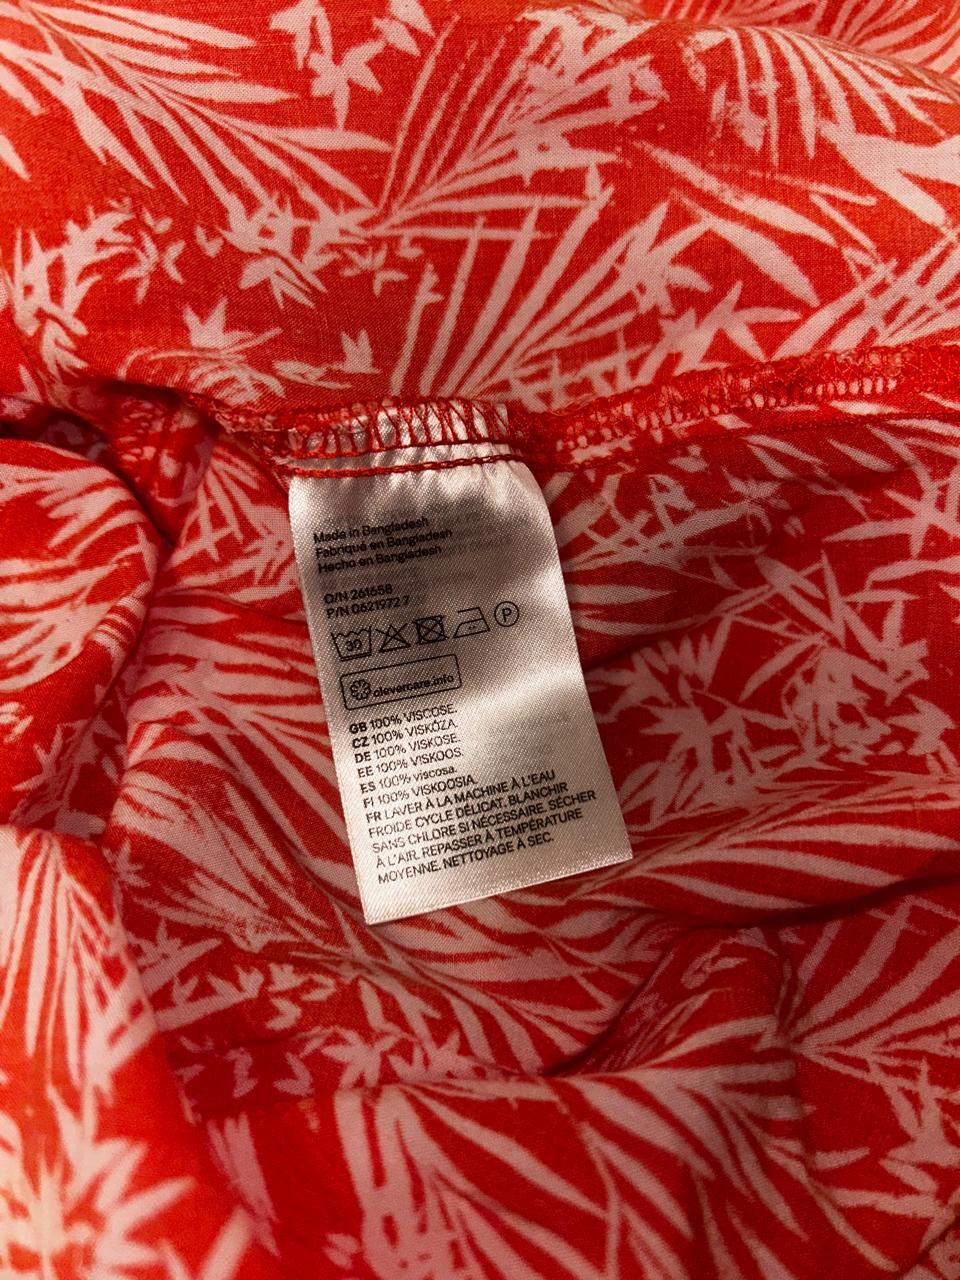 Made in Bangladesh
Fabriqué en Bangladesh
Hecho en Bangladesh
O/N 261658
P/N 0621972 7
30
P
clevercare.info
GB 100% VISCOSE.
CZ 100% VISKÓZA.
DE 100% VISKOSE.
EE 100% VISKOOS.
ES 100% viscosa.
FI 100% VISKOOSIA.
FR LAVER À LA MACHINE À L'EAU
FROIDE CYCLE DÉLICAT. BLANCHIR
SANS CHLORE SI NÉCESSAIRE. SÉCHER
À L'AIR. REPASSER À TEMPÉRATURE
MOYENNE. NETTOYAGE À SEC.